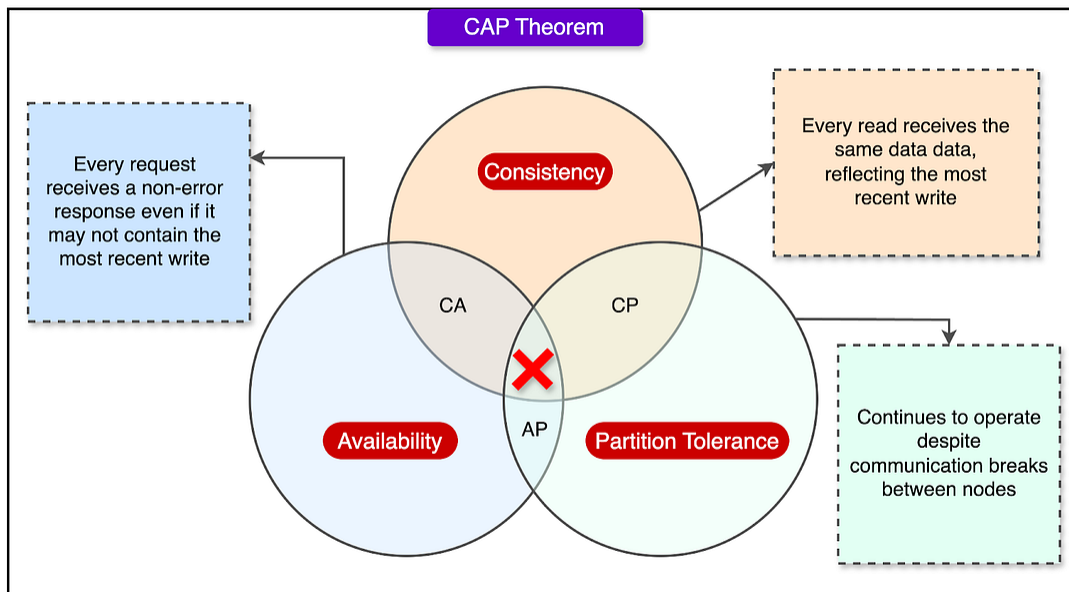 CAP Theorem
Every request
receives a non-error
response even if it
may not contain the
most recent write
Consistency
Every read receives the
same data data,
reflecting the most
recent write
CA
CP
AP
Availability
Partition Tolerance
Continues to operate
despite
communication breaks
between nodes